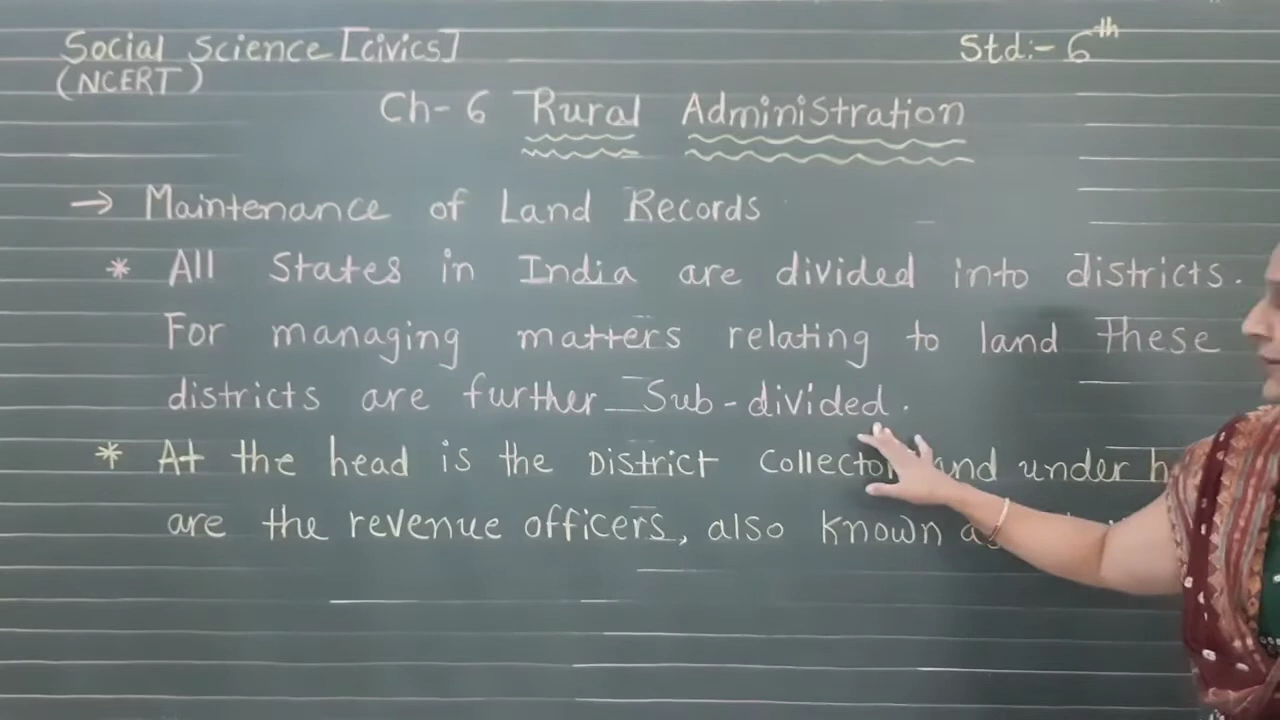 Social Science [civics]
Std:- 6th
(NCERT)
Ch- 6 Rural Administration
→ Maintenance of Land Records
* All States in India are divided into districts.
For managing matters relating to land These
districts are further Sub-divided.
* At the head is the District Collector and under
are the revenue officers, also known